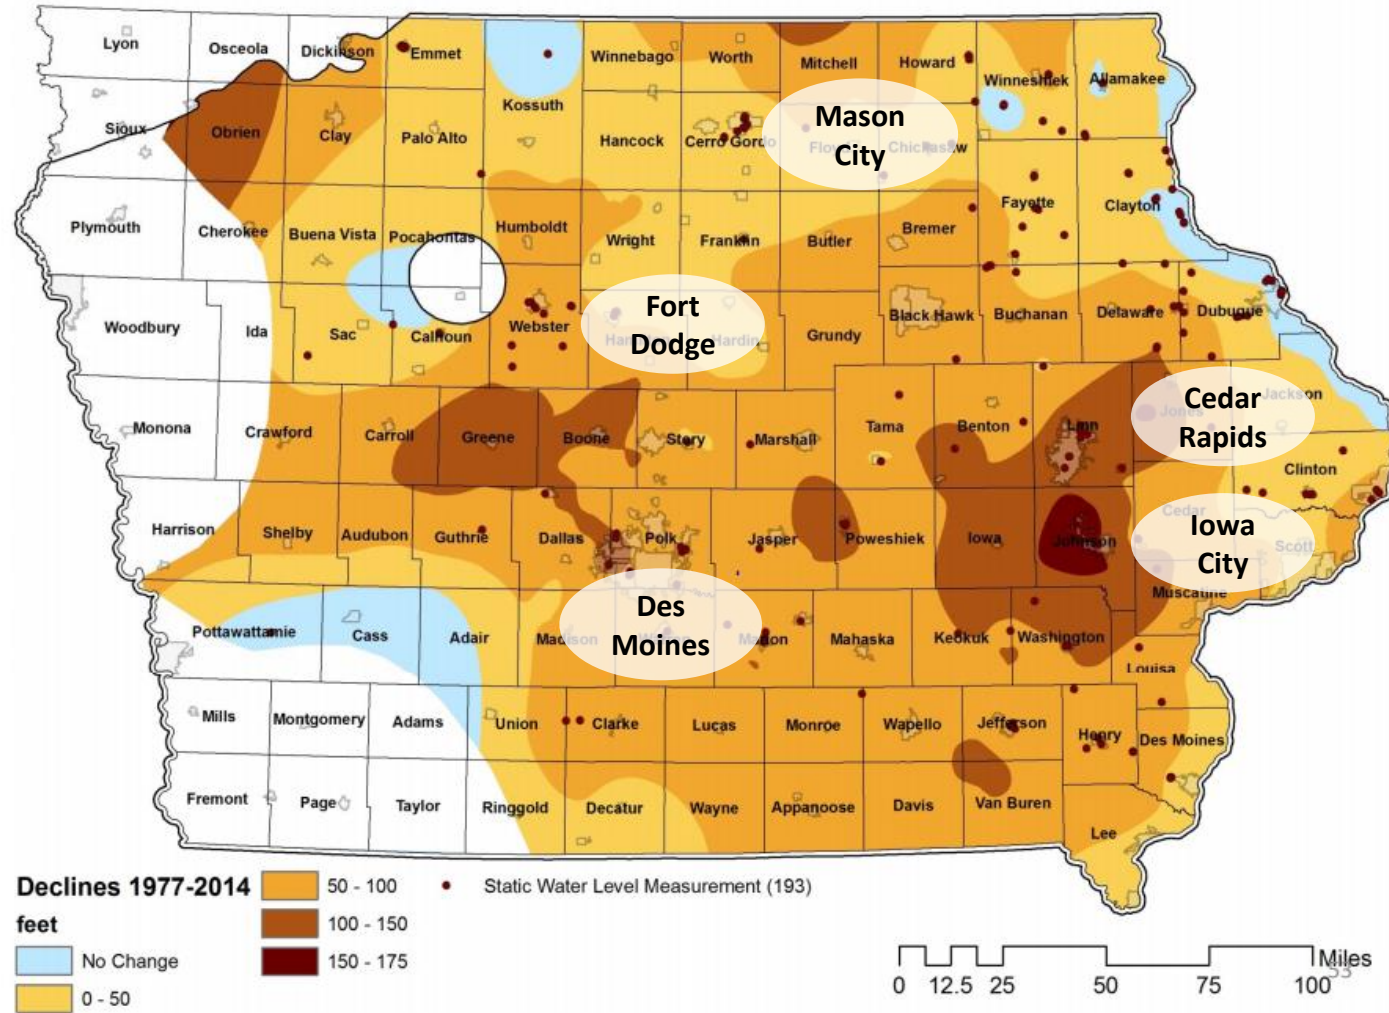 Lyon
Osceola
Dickinson
Emmet
Winnebago
Worth
Mitchell
Howard
Winneshiek
Allamakee
Kossuth
Sioux
Obrien
Clay
Palo Alto
Hancock
Cerro Gordo
Mason
City
Floyd
Chickasaw
Fayette
Clayton
Plymouth
Cherokee
Buena Vista
Pocahontas
Humboldt
Wright
Franklin
Butler
Bremer
Woodbury
Ida
Sac
Calhoun
Webster
Fort
Dodge
Hardin
Grundy
Black Hawk
Buchanan
Delaware
Dubuque
Monona
Crawford
Carroll
Greene
Boone
Story
Marshall
Tama
Benton
Linn
Cedar
Rapids
Jones
Jackson
Clinton
Harrison
Shelby
Audubon
Guthrie
Dallas
Polk
Jasper
Poweshiek
Iowa
Johnson
Cedar
Iowa
City
Scott
Muscatine
Pottawattamie
Cass
Adair
Madison
Des
Moines
Marion
Mahaska
Keokuk
Washington
Louisa
Mills
Montgomery
Adams
Union
Clarke
Lucas
Monroe
Wapello
Jefferson
Henry
Des Moines
Fremont
Page
Taylor
Ringgold
Decatur
Wayne
Appanoose
Davis
Van Buren
Lee
Declines 1977-2014
feet
No Change
0 - 50
50 - 100
100 - 150
150 - 175
Static Water Level Measurement (193)
Miles
0 12.5 25 50 75 100
53